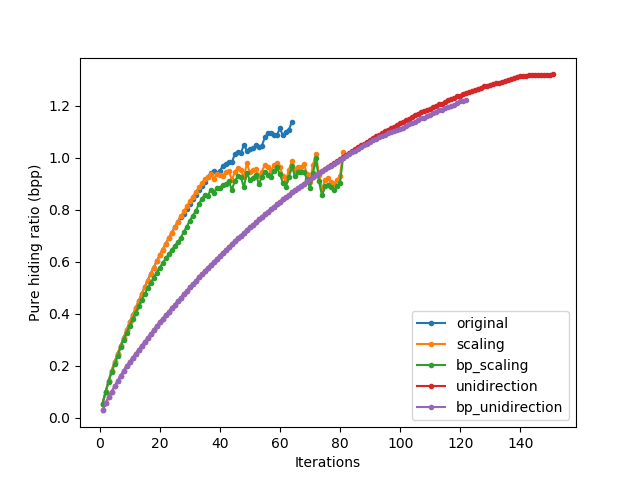 1.2
1.0
0.8
0.6
0.4
0.2
0.0
Pure hiding ratio (bpp)
original
scaling
bp_scaling
unidirection
bp_unidirection
0 20 40 60 80 100 120 140
Iterations